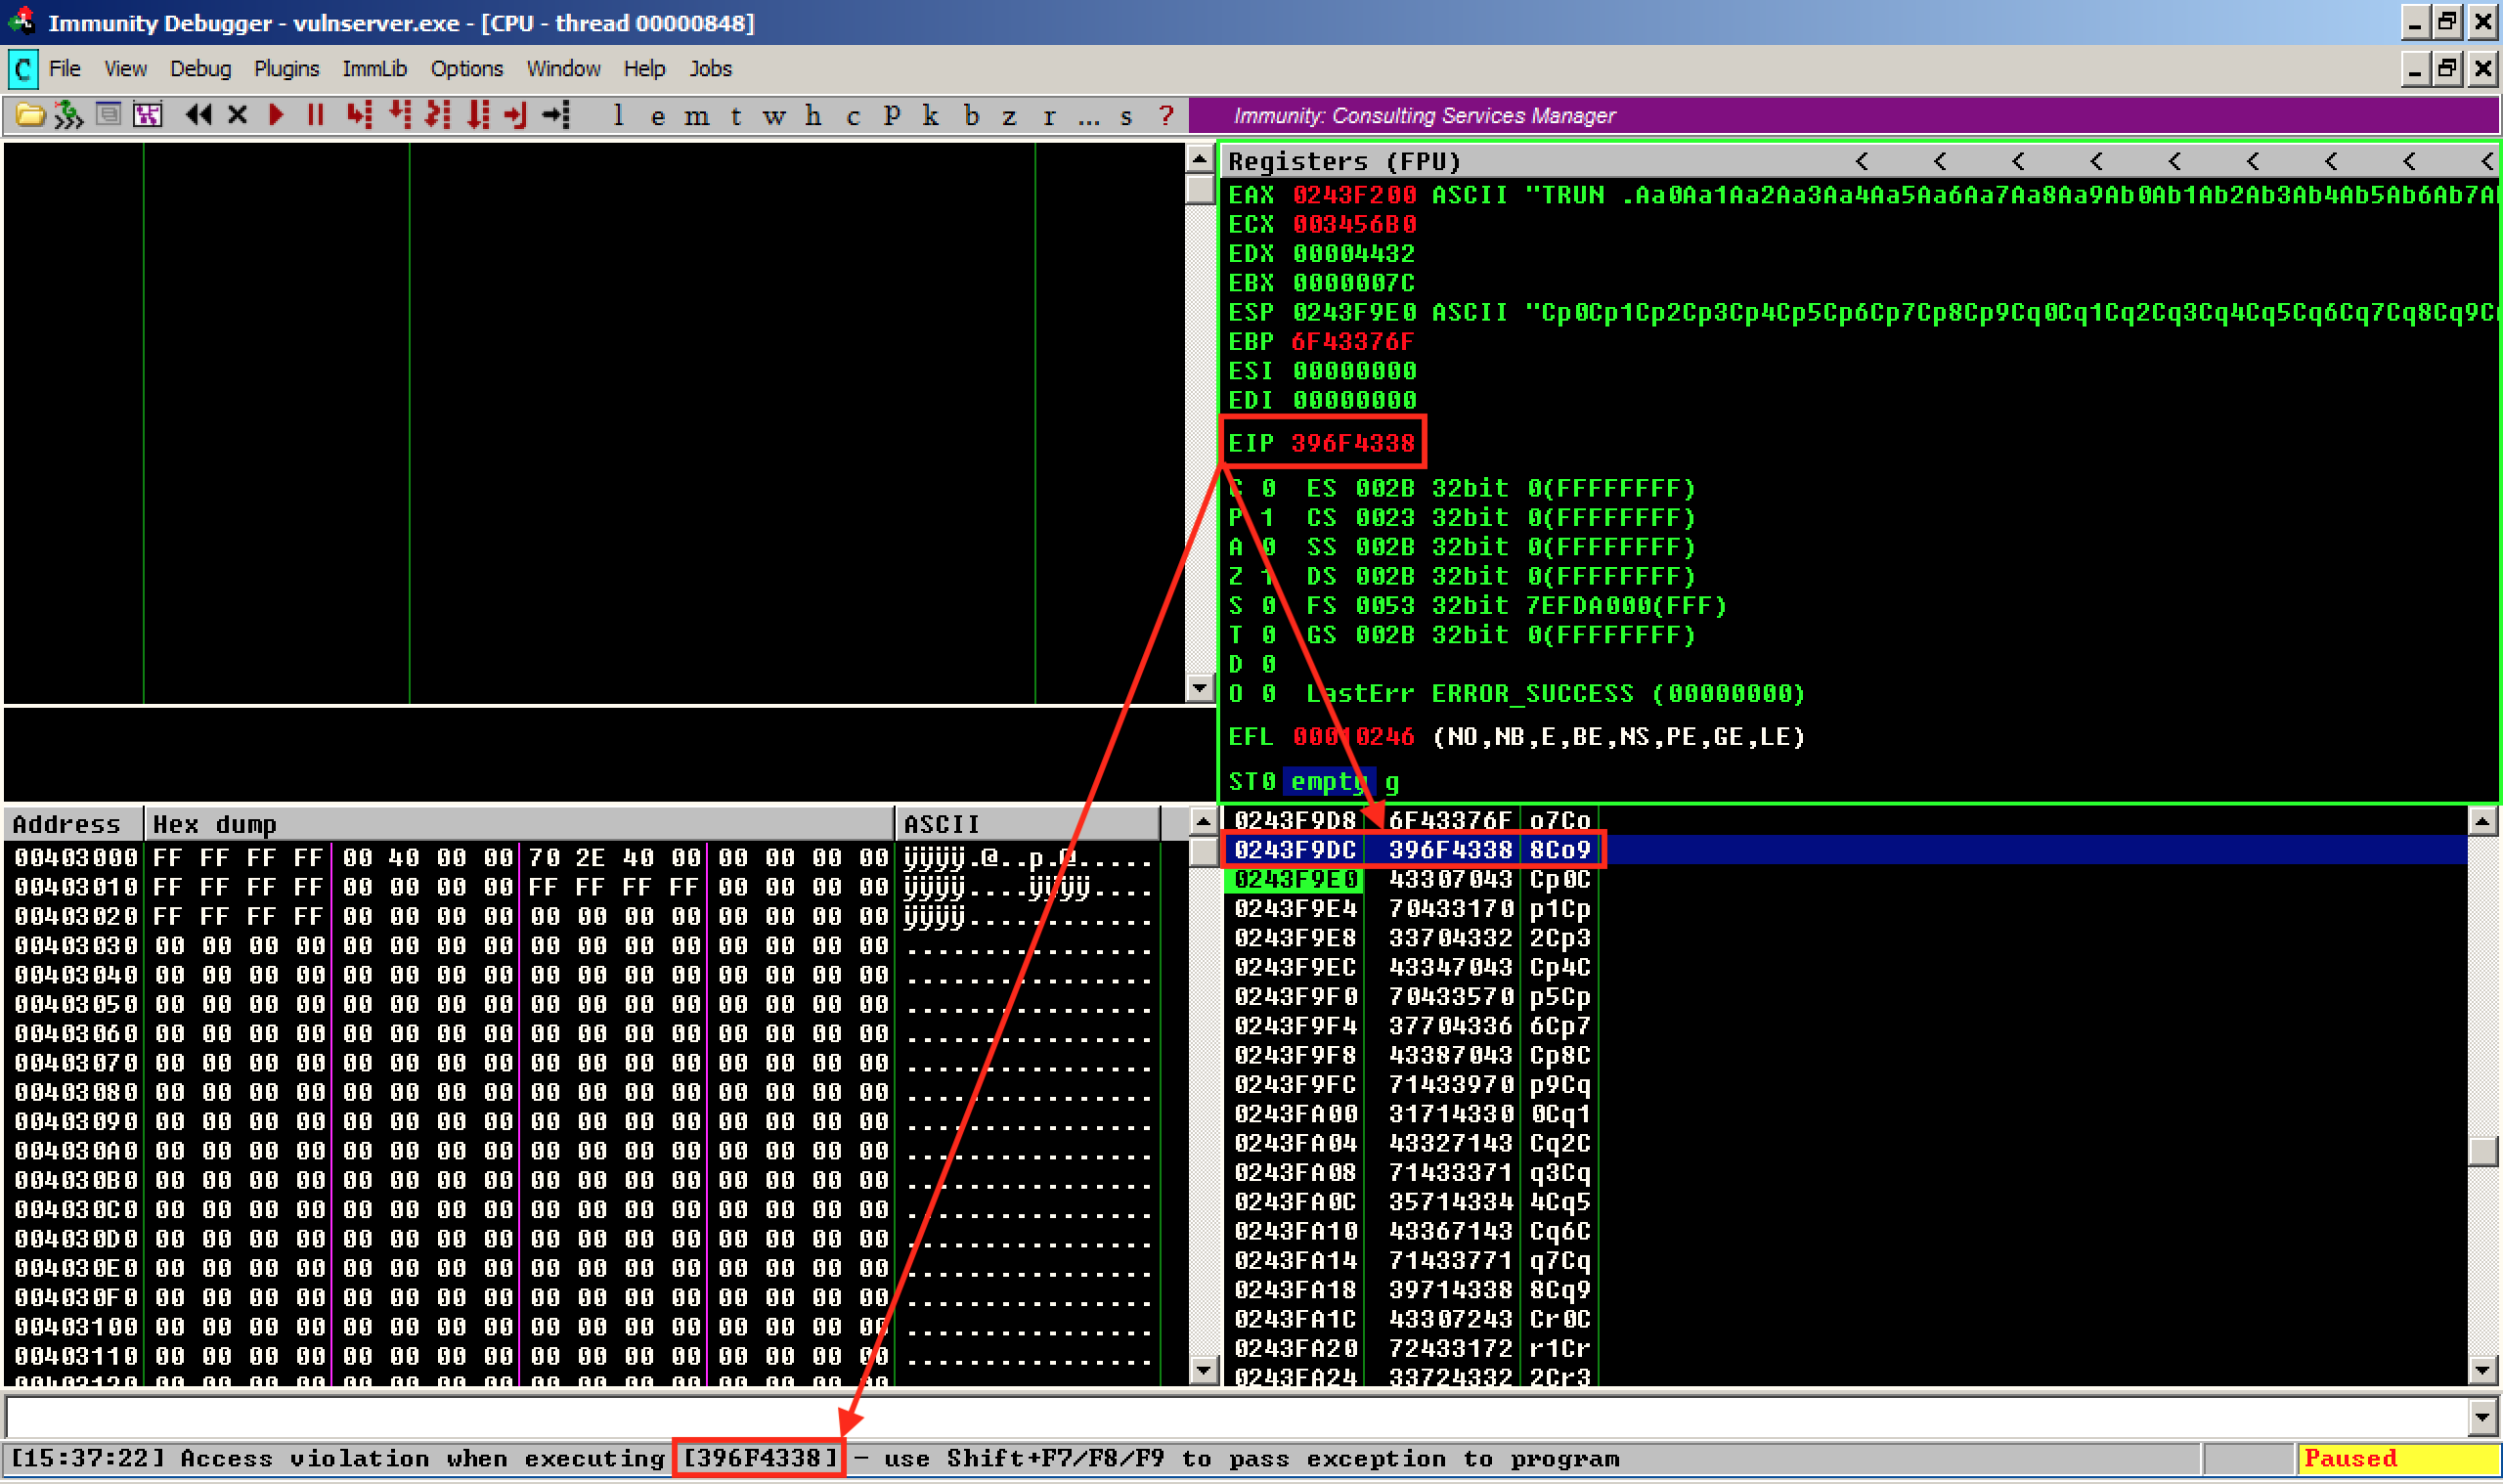 Immunity Debugger - vulnserver.exe - [CPU - thread 00000848]
C File View Debug Plugins ImmLib Options Window Help Jobs
l e m t w h c P k b z r ... s ? Immunity: Consulting Services Manager
Registers (FPU) < < < < < < < < <
EAX 0243F200 ASCII "TRUN .Aa0Aa1Aa2Aa3Aa4Aa5Aa6Aa7Aa8Aa9Ab0Ab1Ab2Ab3Ab4Ab5Ab6Ab7A
ECX 003456B0
EDX 00004432
EBX 0000007C
ESP 0243F9E0 ASCII "Cp0Cp1Cp2Cp3Cp4Cp5Cp6Cp7Cp8Cp9Cq0Cq1Cq2Cq3Cq4Cq5Cq6Cq7Cq8Cq9C
EBP 6F43376F
ESI 00000000
EDI 00000000
EIP 396F4338
C 0 ES 002B 32bit 0(FFFFFFFF)
P 1 CS 0023 32bit 0(FFFFFFFF)
A 0 SS 002B 32bit 0(FFFFFFFF)
Z 1 DS 002B 32bit 0(FFFFFFFF)
S 0 FS 0053 32bit 7EFDA000(FFF)
T 0 GS 002B 32bit 0(FFFFFFFF)
D 0
O 0 LastErr ERROR_SUCCESS (00000000)
EFL 00010246 (NO,NB,E,BE,NS,PE,GE,LE)
ST0 empty g
Address Hex dump ASCII
00403000 FF FF FF FF 00 40 00 00 70 2E 40 00 00 00 00 00 ÿÿÿÿ.@..p.@.....
00403010 FF FF FF FF 00 00 00 00 FF FF FF FF 00 00 00 00 ÿÿÿÿ....ÿÿÿÿ....
00403020 FF FF FF FF 00 00 00 00 00 00 00 00 00 00 00 00 ÿÿÿÿ............
00403030 00 00 00 00 00 00 00 00 00 00 00 00 00 00 00 00 ................
00403040 00 00 00 00 00 00 00 00 00 00 00 00 00 00 00 00 ................
00403050 00 00 00 00 00 00 00 00 00 00 00 00 00 00 00 00 ................
00403060 00 00 00 00 00 00 00 00 00 00 00 00 00 00 00 00 ................
00403070 00 00 00 00 00 00 00 00 00 00 00 00 00 00 00 00 ................
00403080 00 00 00 00 00 00 00 00 00 00 00 00 00 00 00 00 ................
00403090 00 00 00 00 00 00 00 00 00 00 00 00 00 00 00 00 ................
004030A0 00 00 00 00 00 00 00 00 00 00 00 00 00 00 00 00 ................
004030B0 00 00 00 00 00 00 00 00 00 00 00 00 00 00 00 00 ................
004030C0 00 00 00 00 00 00 00 00 00 00 00 00 00 00 00 00 ................
004030D0 00 00 00 00 00 00 00 00 00 00 00 00 00 00 00 00 ................
004030E0 00 00 00 00 00 00 00 00 00 00 00 00 00 00 00 00 ................
004030F0 00 00 00 00 00 00 00 00 00 00 00 00 00 00 00 00 ................
00403100 00 00 00 00 00 00 00 00 00 00 00 00 00 00 00 00 ................
00403110 00 00 00 00 00 00 00 00 00 00 00 00 00 00 00 00 ................
00403120 00 00 00 00 00 00 00 00 00 00 00 00 00 00 00 00
0243F9D8 6F43376F o7Co
0243F9DC 396F4338 8Co9
0243F9E0 43307043 Cp0C
0243F9E4 70433170 p1Cp
0243F9E8 33704332 2Cp3
0243F9EC 43347043 Cp4C
0243F9F0 70433570 p5Cp
0243F9F4 37704336 6Cp7
0243F9F8 43387043 Cp8C
0243F9FC 71433970 p9Cq
0243FA00 31714330 0Cq1
0243FA04 43327143 Cq2C
0243FA08 71433371 q3Cq
0243FA0C 35714334 4Cq5
0243FA10 43367143 Cq6C
0243FA14 71433771 q7Cq
0243FA18 39714338 8Cq9
0243FA1C 43307243 Cr0C
0243FA20 72433172 r1Cr
0243FA24 33724332 2Cr3
[15:37:22] Access violation when executing [396F4338] - use Shift+F7/F8/F9 to pass exception to program Paused